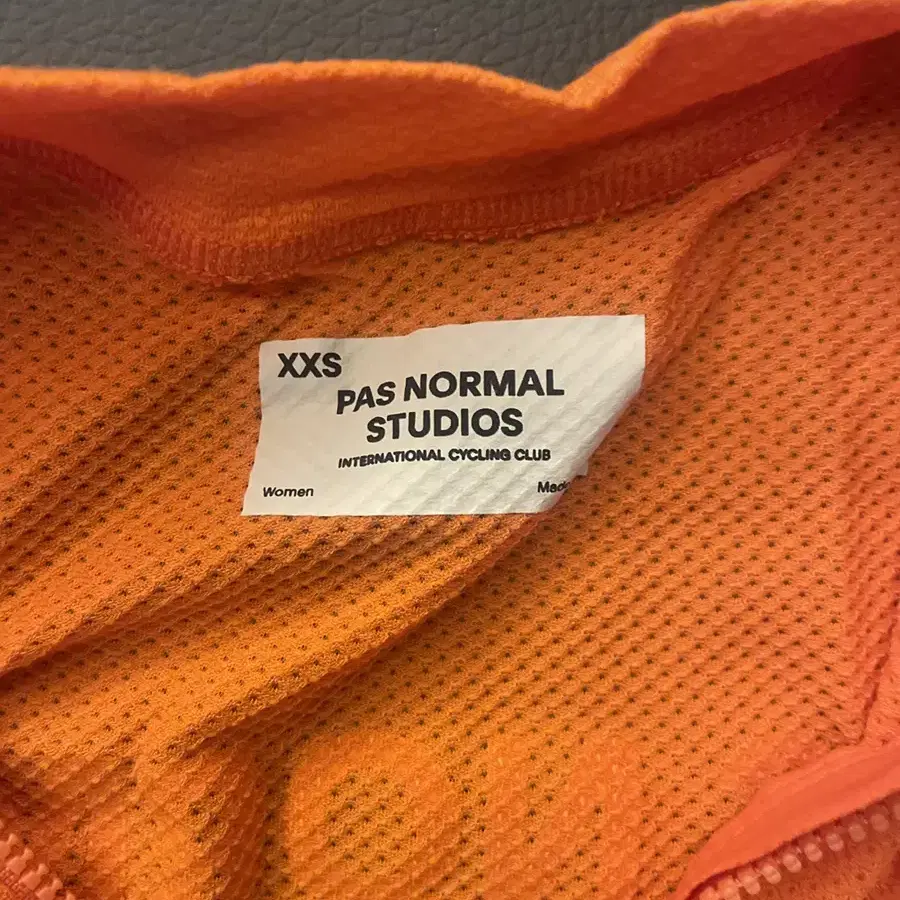 XXS
PAS NORMAL
STUDIOS
INTERNATIONAL CYCLING CLUB
Women